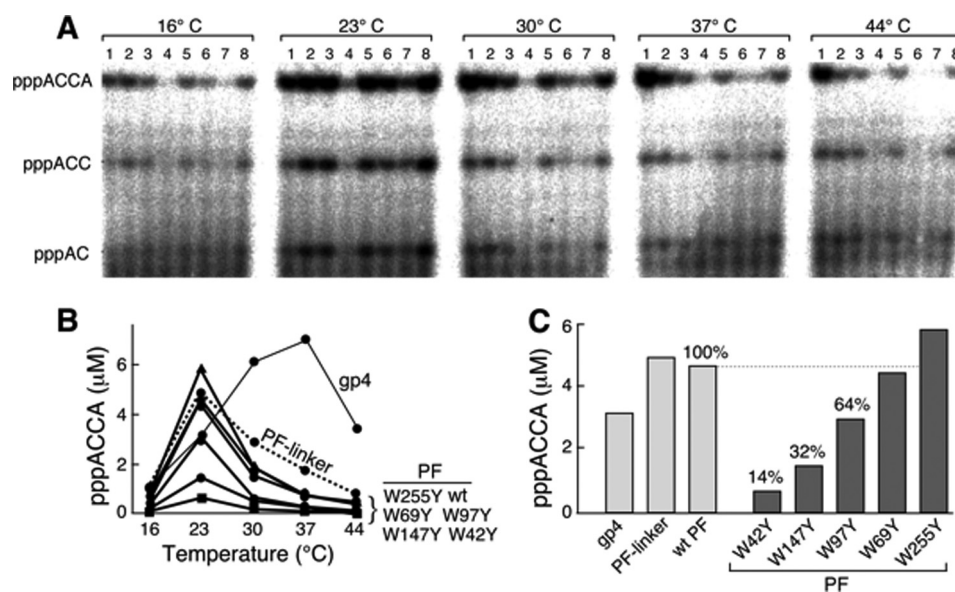 A
16° C 23° C 30° C 37° C 44° C
1 2 3 4 5 6 7 8 1 2 3 4 5 6 7 8 1 2 3 4 5 6 7 8 1 2 3 4 5 6 7 8 1 2 3 4 5 6 7 8
pppACCA
pppACC
pppAC
B
pppACCA (μM)
6
4
2
0
16 23 30 37 44
Temperature (°C)
gp4
PF-linker
PF
W255Y wt
W69Y W97Y
W147Y W42Y
C
pppACCA (μM)
6
4
2
0
100%
14%
32%
64%
gp4
PF-linker
wt PF
W42Y
W147Y
W97Y
W69Y
W255Y
PF